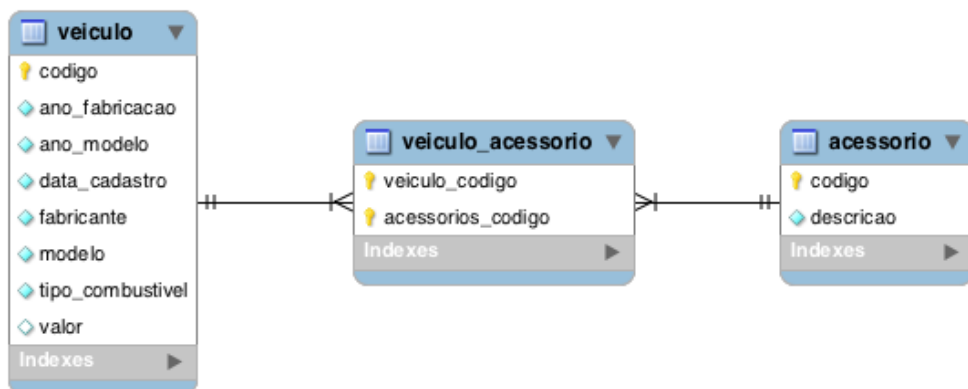 veiculo
codigo
ano_fabricacao
ano_modelo
data_cadastro
fabricante
modelo
tipo_combustivel
valor
Indexes
veiculo_acessorio
veiculo_codigo
acessorios_codigo
Indexes
acessorio
codigo
descricao
Indexes